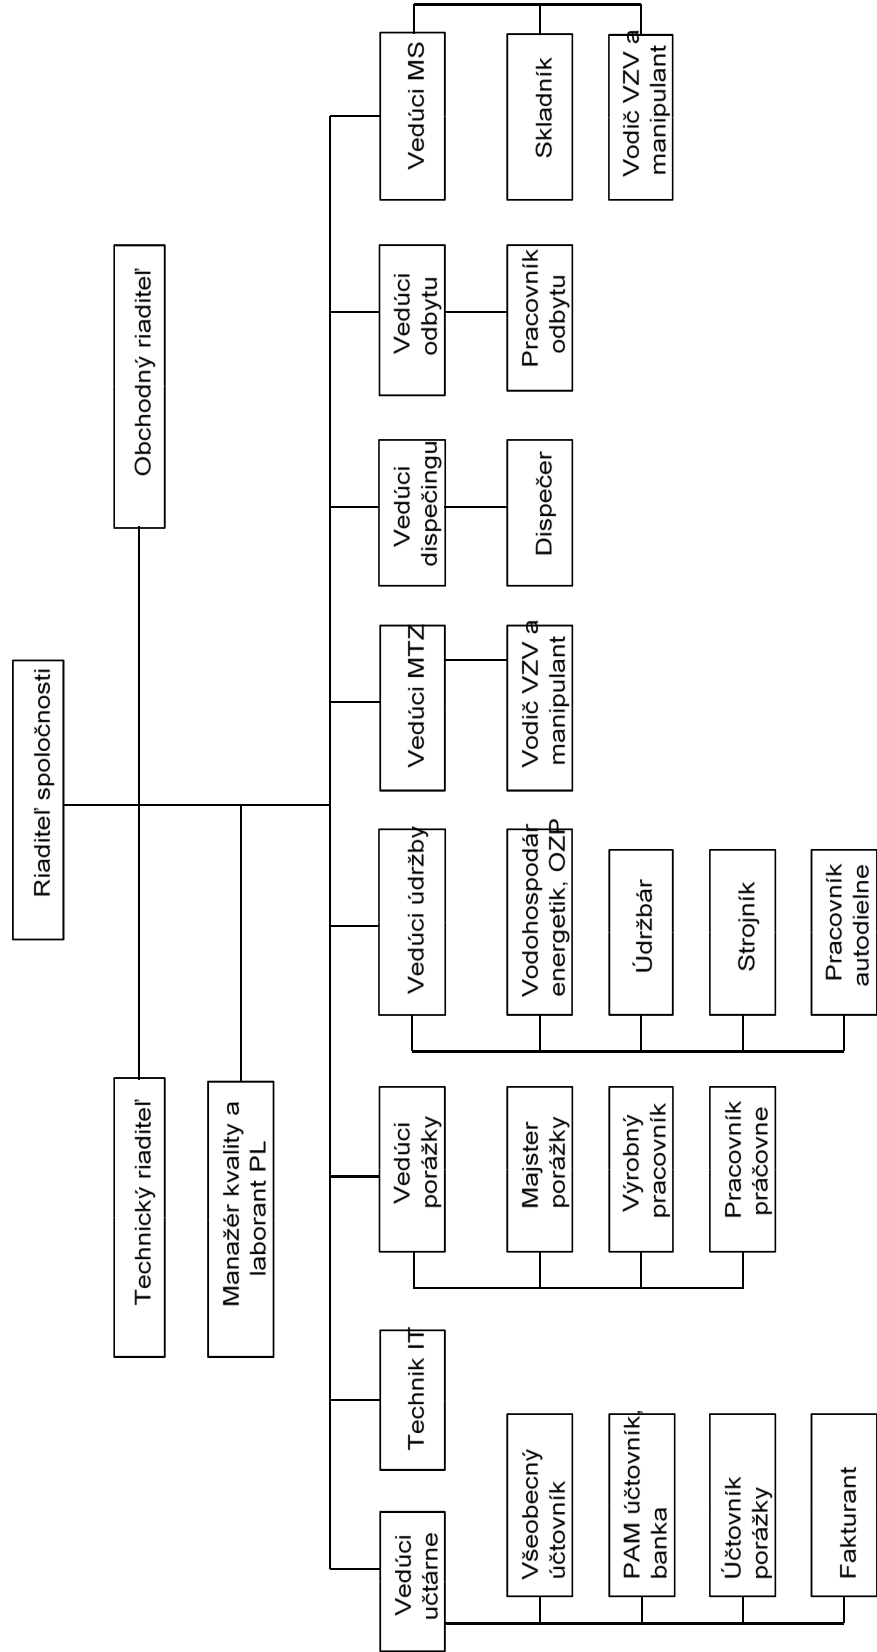 Riaditeľ spoločnosti
Technický riaditeľ
Obchodný riaditeľ
Manažér kvality a
laborant PL
Vedúci
učtárne
Technik IT
Vedúci
porážky
Vedúci údržby
Vedúci MTZ
Vedúci
dispečingu
Vedúci
odbytu
Vedúci MS
Všeobecný
účtovník
Majster
porážky
Vodohospodár
energetik, OZP
Vodič VZV a
manipulant
Dispečer
Pracovník
odbytu
Skladník
PAM účtovník,
banka
Výrobný
pracovník
Údržbár
Vodič VZV a
manipulant
Účtovník
porážky
Pracovník
práčovne
Strojník
Fakturant
Pracovník
autodielne